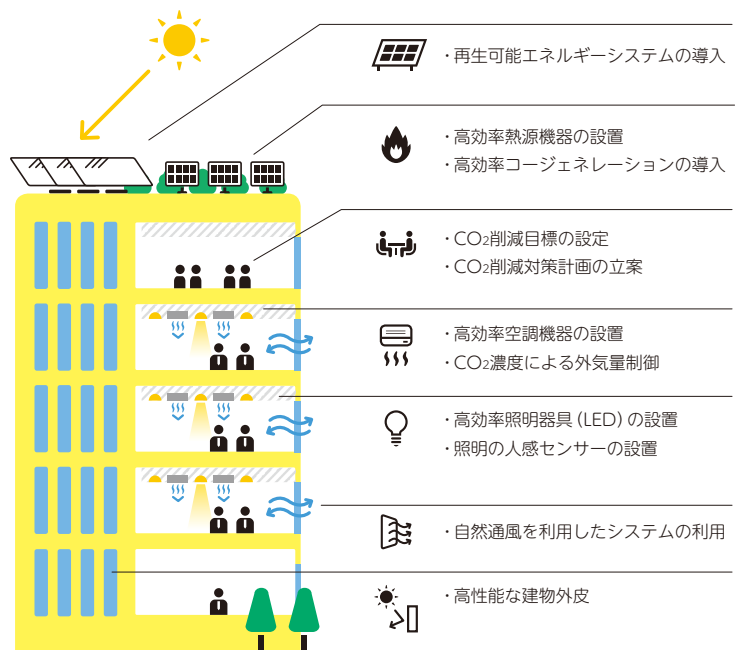 ・再生可能エネルギーシステムの導入
・高効率熱源機器の設置
・高効率コージェネレーションの導入
・CO2削減目標の設定
・CO2削減対策計画の立案
・高効率空調機器の設置
・CO2濃度による外気量制御
・高効率照明器具(LED)の設置
・照明の人感センサーの設置
・自然通風を利用したシステムの利用
・高性能な建物外皮